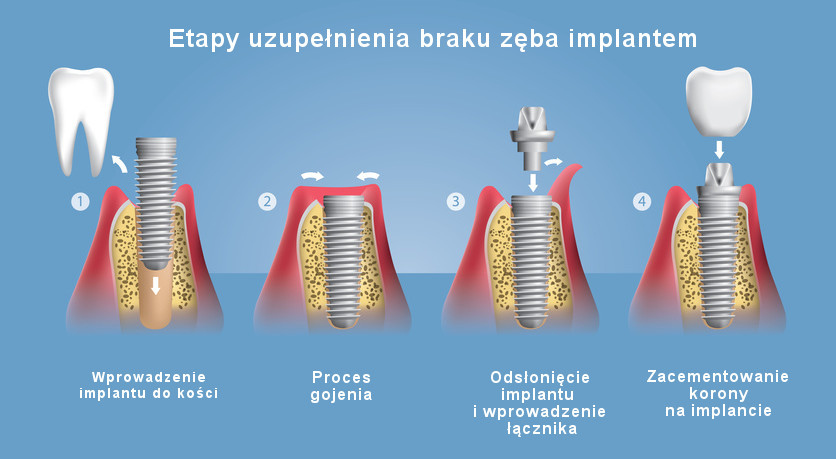 Etapy uzupełnienia braku zęba implantem
1
2
3
4
Wprowadzenie
implantu do kości
Proces
gojenia
Odsłonięcie
implantu
i wprowadzenie
łącznika
Zacementowanie
korony
na implancie